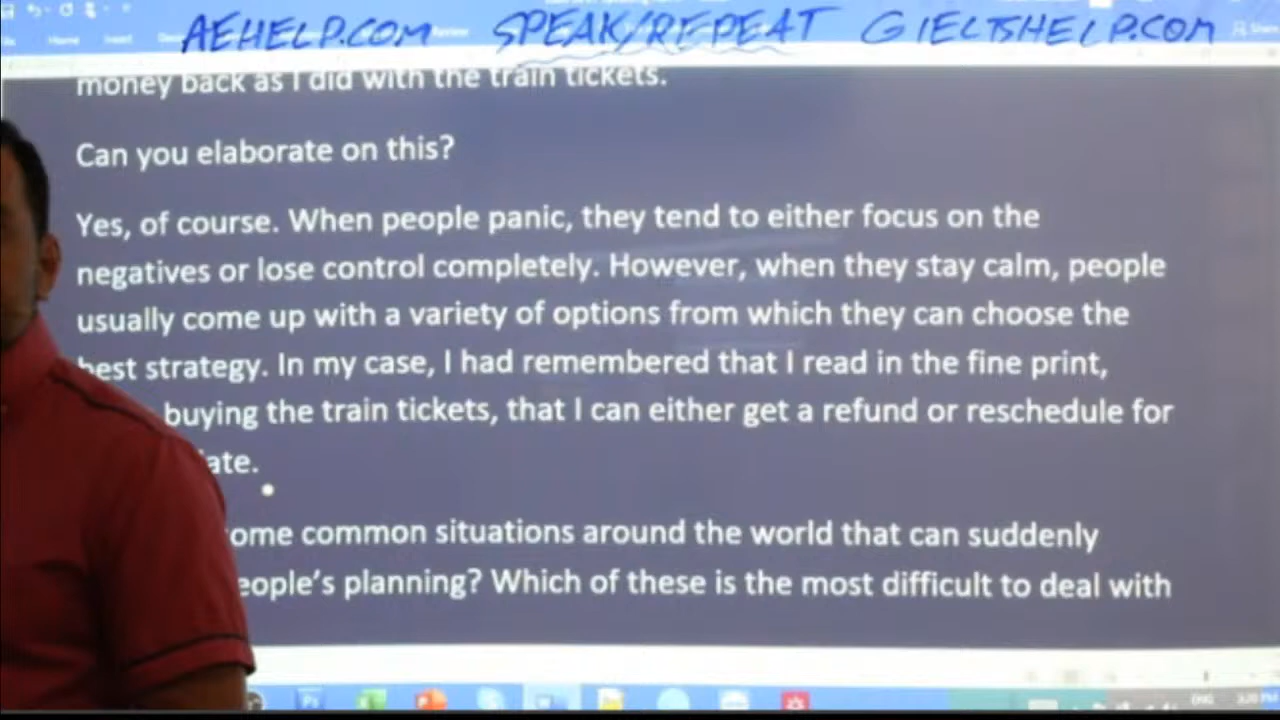 AEHELP.COM SPEAK/REPEAT GIELTSHELP.COM
Home Insert Review
money back as I did with the train tickets.
Can you elaborate on this?
Yes, of course. When people panic, they tend to either focus on the
negatives or lose control completely. However, when they stay calm, people
usually come up with a variety of options from which they can choose the
best strategy. In my case, I had remembered that I read in the fine print,
buying the train tickets, that I can either get a refund or reschedule for
ate.
ome common situations around the world that can suddenly
eople's planning? Which of these is the most difficult to deal with